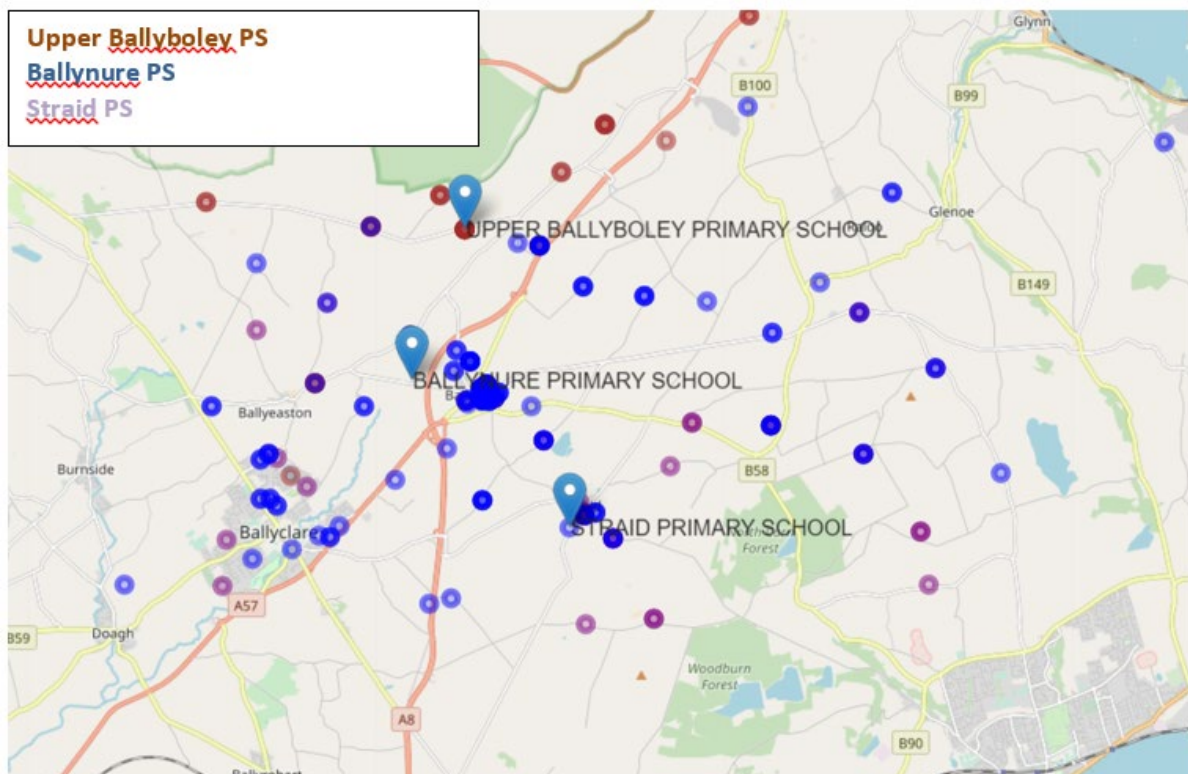 Upper Ballyboley PS
Ballynure PS
Straid PS
Glynn
B100
B99
UPPER BALLYBOLEY PRIMARY SCHOOL
Glenoe
B149
BALLYNURE PRIMARY SCHOOL
Ballyeaston
Burnside
B58
STRAID PRIMARY SCHOOL
Ballyclare
Forest
A57
Doagh
B59
Woodburn
Forest
A8
B90